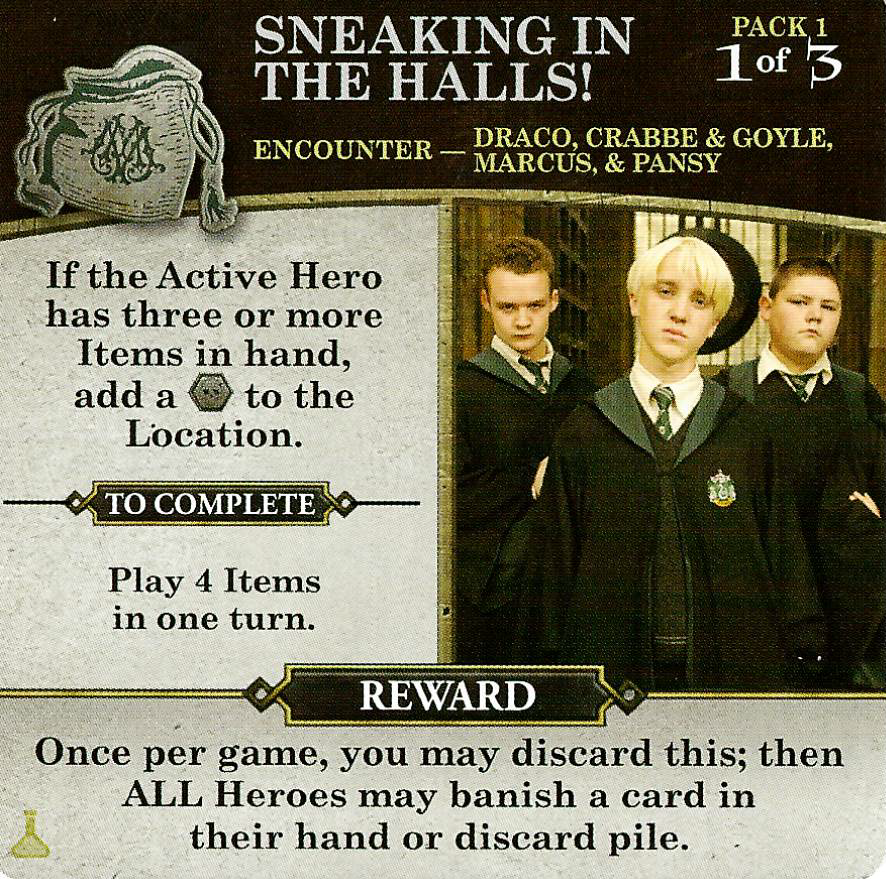 SNEAKING IN
THE HALLS!
PACK 1
1 of 3
ENCOUNTER — DRACO, CRABBE & GOYLE,
MARCUS, & PANSY
If the Active Hero
has three or more
Items in hand,
add a to the
Location.
TO COMPLETE
Play 4 Items
in one turn.
REWARD
Once per game, you may discard this; then
ALL Heroes may banish a card in
their hand or discard pile.